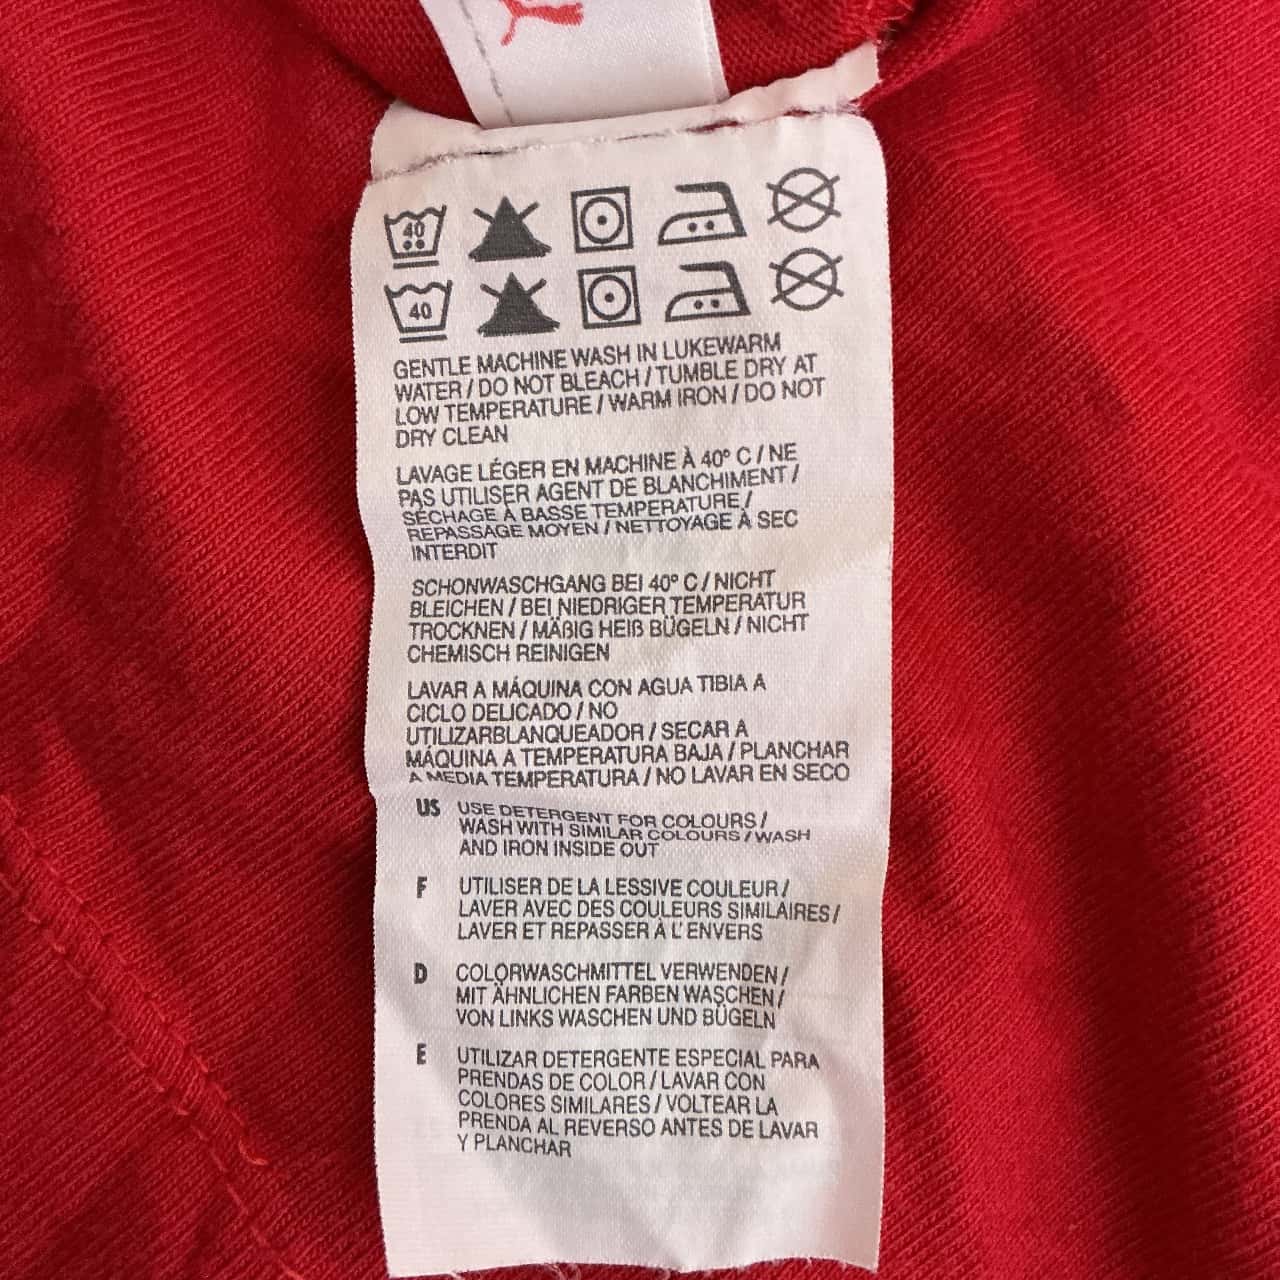 40
40
GENTLE MACHINE WASH IN LUKEWARM
WATER / DO NOT BLEACH / TUMBLE DRY AT
LOW TEMPERATURE / WARM IRON / DO NOT
DRY CLEAN
LAVAGE LÉGER EN MACHINE À 40° C / NE
PAS UTILISER AGENT DE BLANCHIMENT /
SÉCHAGE À BASSE TEMPERATURE /
REPASSAGE MOYEN / NETTOYAGE À SEC
INTERDIT
SCHONWASCHGANG BEI 40° C / NICHT
BLEICHEN / BEI NIEDRIGER TEMPERATUR
TROCKNEN / MÄßIG HEIß BÜGELN / NICHT
CHEMISCH REINIGEN
LAVAR A MÁQUINA CON AGUA TIBIA A
CICLO DELICADO / NO
UTILIZARBLANQUEADOR / SECAR A
MÁQUINA A TEMPERATURA BAJA / PLANCHAR
A MEDIA TEMPERATURA / NO LAVAR EN SECO
US USE DETERGENT FOR COLOURS /
WASH WITH SIMILAR COLOURS / WASH
AND IRON INSIDE OUT
F UTILISER DE LA LESSIVE COULEUR /
LAVER AVEC DES COULEURS SIMILAIRES /
LAVER ET REPASSER À L'ENVERS
D COLORWASCHMITTEL VERWENDEN /
MIT ÄHNLICHEN FARBEN WASCHEN /
VON LINKS WASCHEN UND BÜGELN
E UTILIZAR DETERGENTE ESPECIAL PARA
PRENDAS DE COLOR / LAVAR CON
COLORES SIMILARES / VOLTEAR LA
PRENDA AL REVERSO ANTES DE LAVAR
Y PLANCHAR